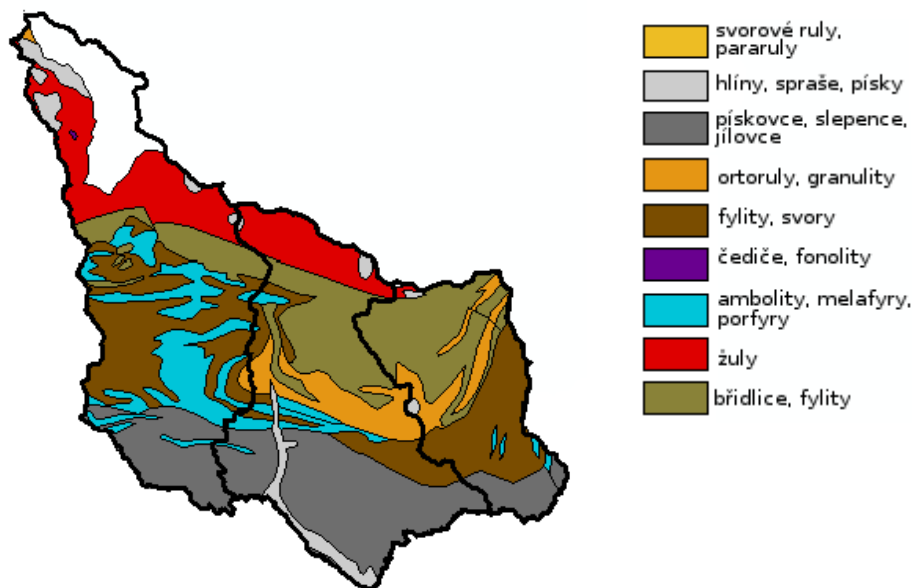 svorové ruly,
pararuly
hlíny, spraše, písky
pískovce, slepence,
jílovce
ortoruly, granulity
fylity, svory
čediče, fonolity
ambolity, melafyry,
porfyry
žuly
břidlice, fylity